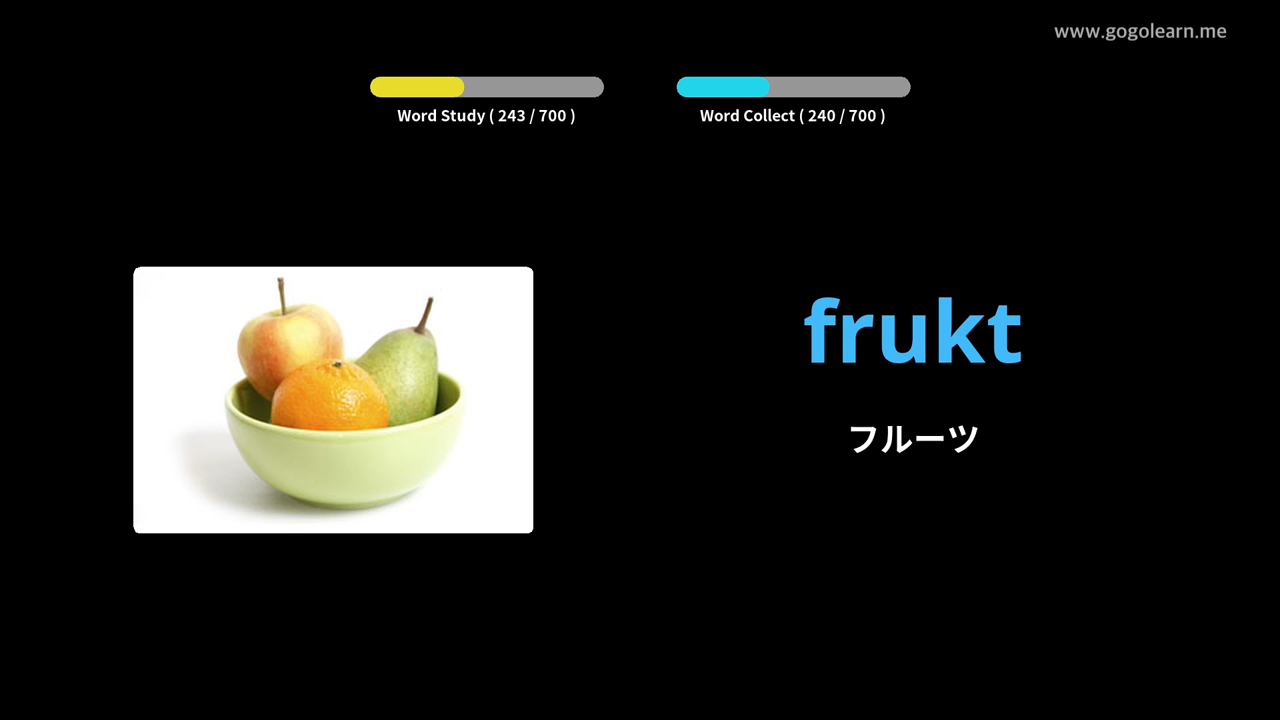 www.gogolearn.me
Word Study ( 243 / 700 )
Word Collect ( 240 / 700 )
frukt
フルーツ